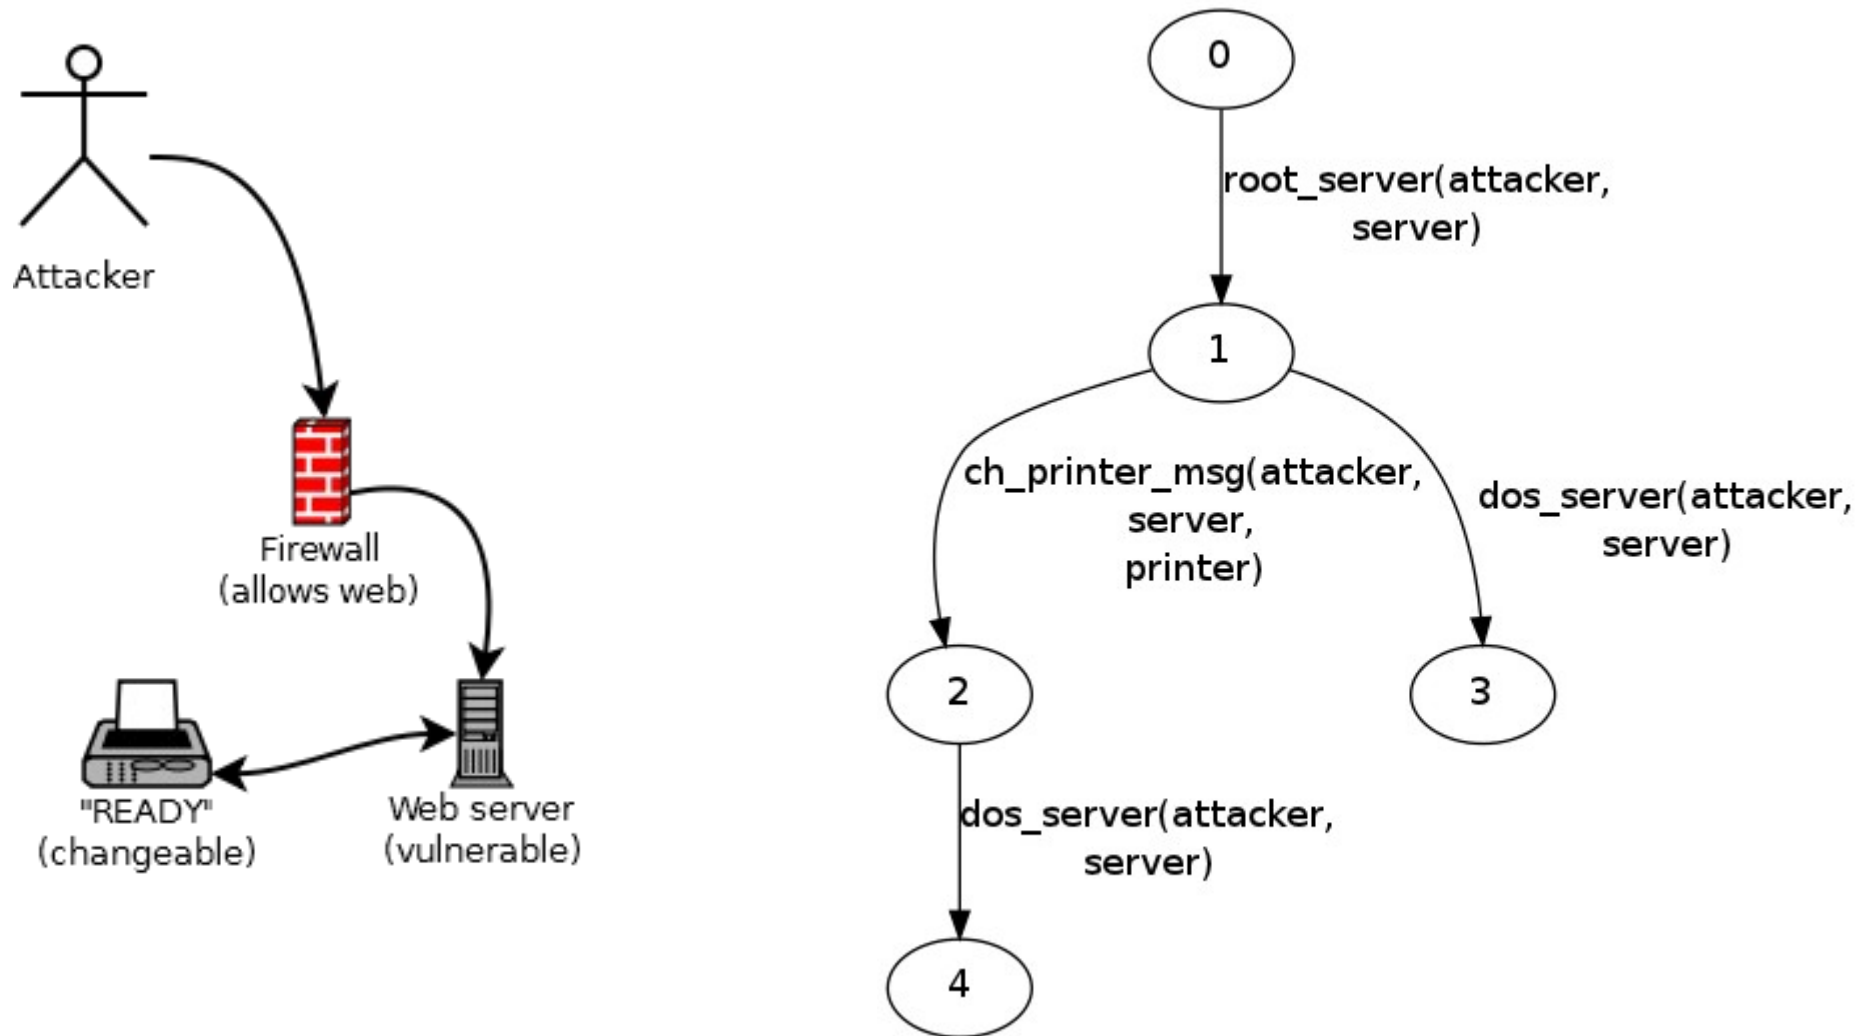 Attacker
Firewall
(allows web)
"READY"
(changeable)
Web server
(vulnerable)
0
root_server(attacker,
server)
1
ch_printer_msg(attacker,
server,
printer)
dos_server(attacker,
server)
2
3
dos_server(attacker,
server)
4